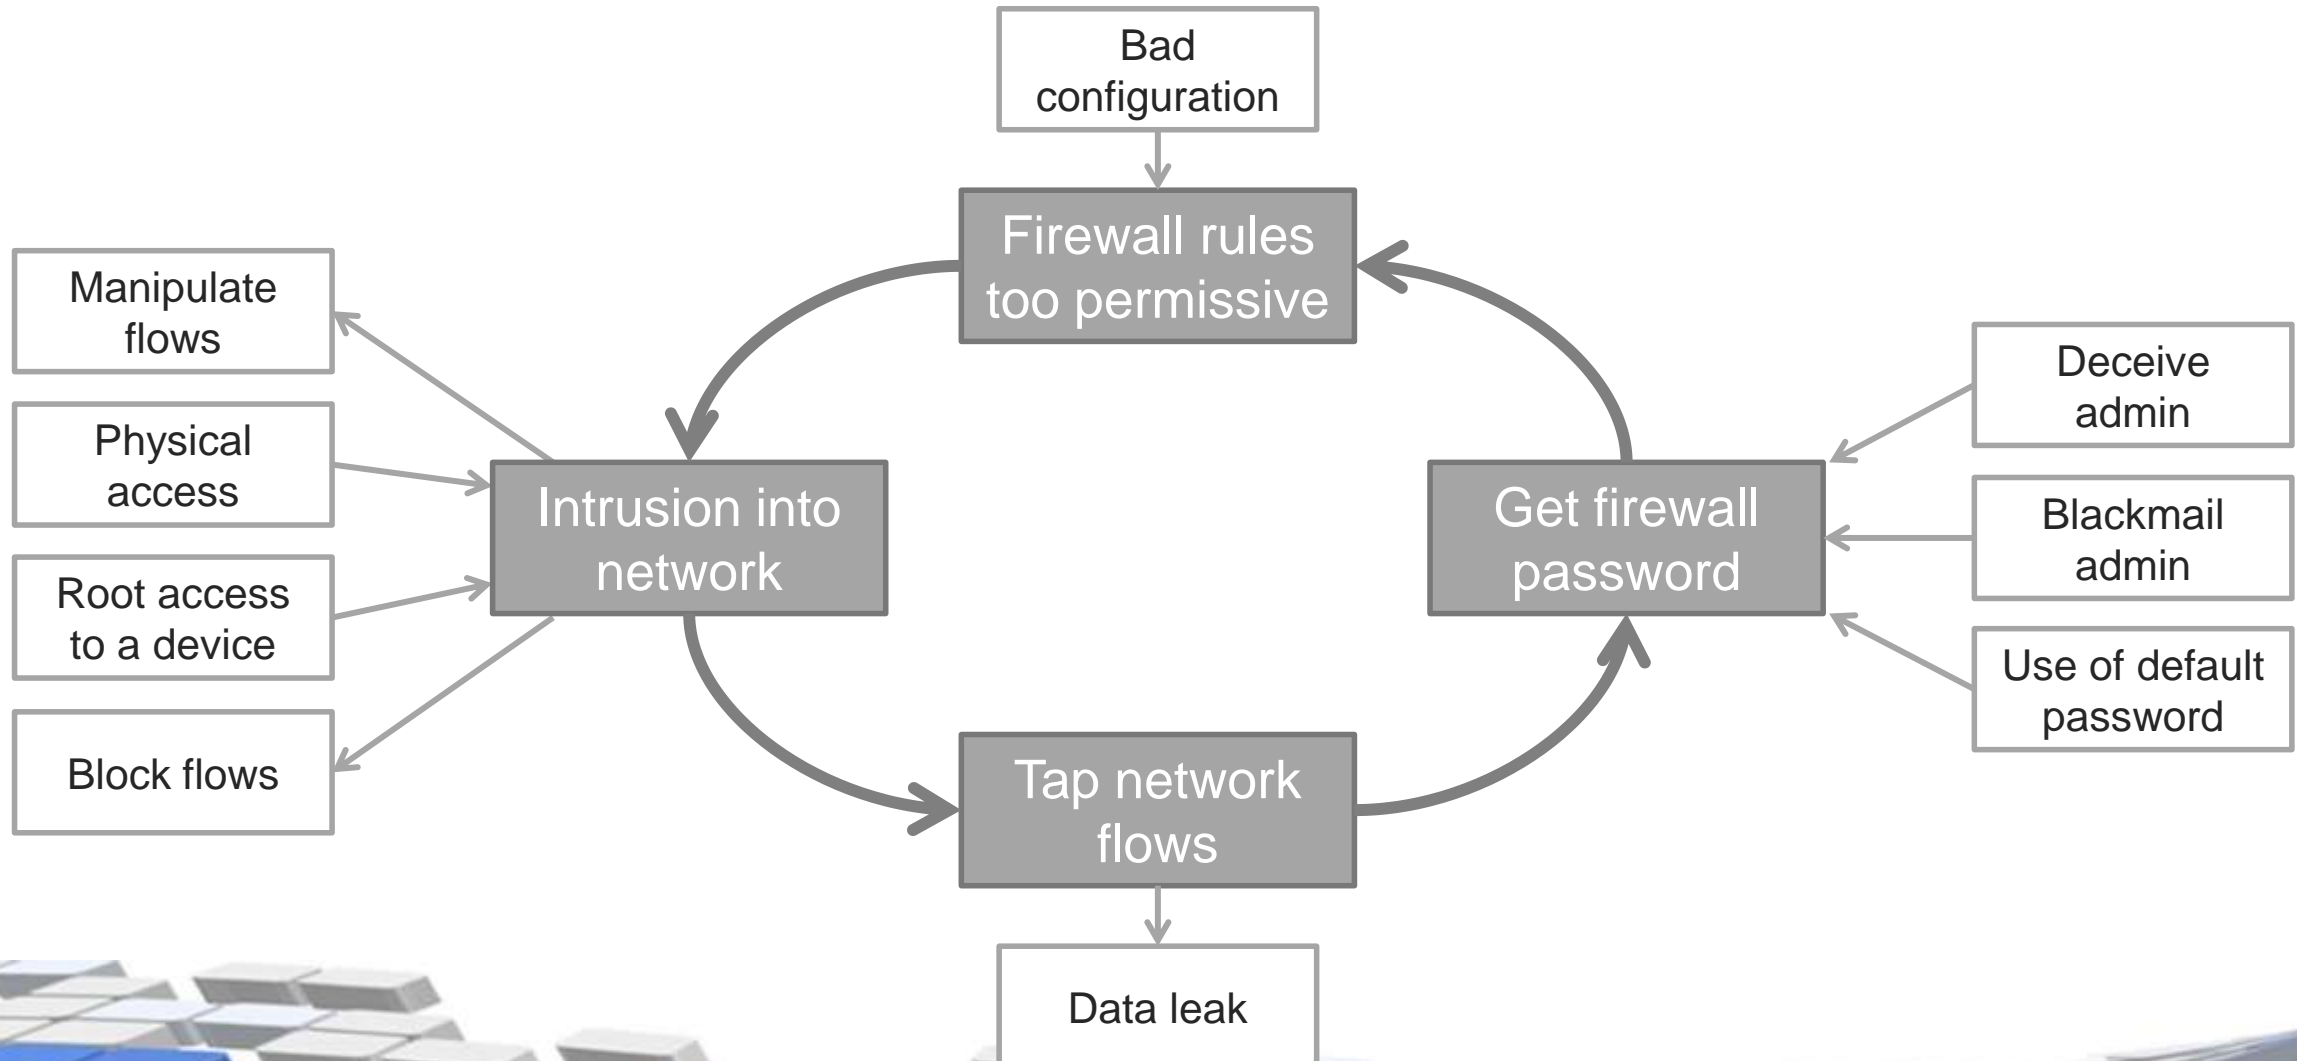 Bad
configuration
Firewall rules
too permissive
Manipulate
flows
Physical
access
Root access
to a device
Block flows
Intrusion into
network
Get firewall
password
Deceive
admin
Blackmail
admin
Use of default
password
Tap network
flows
Data leak